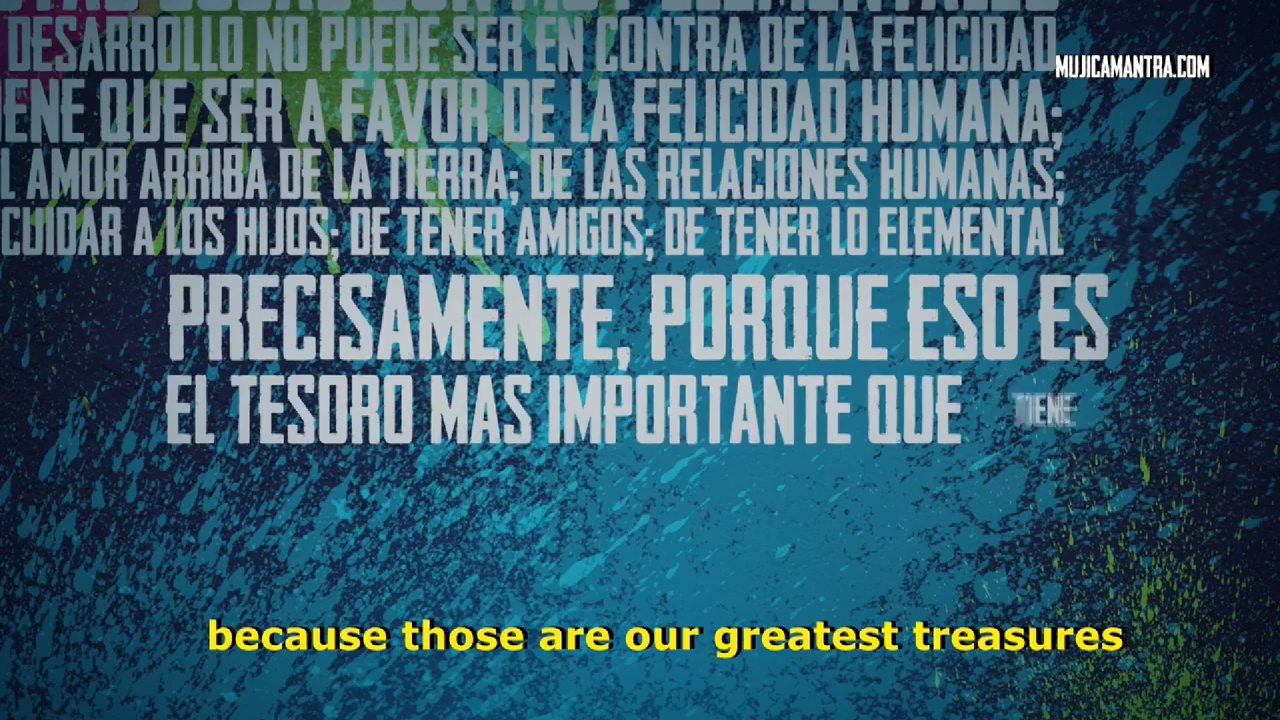 DESARROLLO NO PUEDE SER EN CONTRA DE LA FELICIDAD
MUJICAMANTRA.COM
QUE SER A FAVOR DE LA FELICIDAD HUMANA;
AMOR ARRIBA DE LA TIERRA; DE LAS RELACIONES HUMANAS;
CUIDAR A LOS HIJOS; DE TENER AMIGOS; DE TENER LO ELEMENTAL
PRECISAMENTE, PORQUE ESO ES
EL TESORO MAS IMPORTANTE QUE TIENE
because those are our greatest treasures